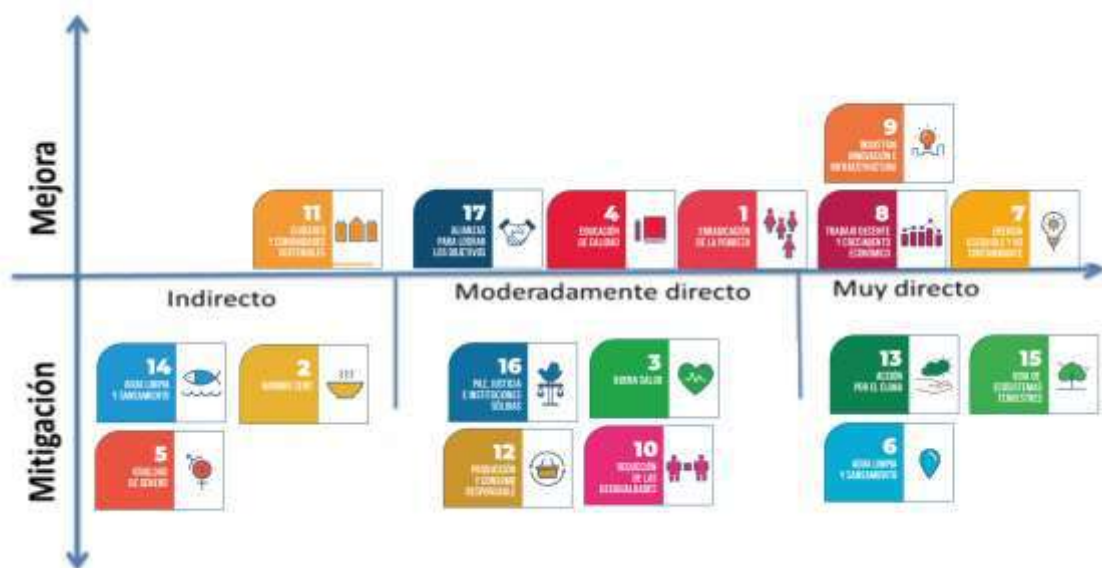 Mejora
9
INDUSTRIA
INNOVACIÓN E
INFRAESTRUCTURA
11
CIUDADES
Y COMUNIDADES
SOSTENIBLES
17
ALIANZAS
PARA LOGRAR
LOS OBJETIVOS
4
EDUCACIÓN
DE CALIDAD
1
ERRADICACIÓN
DE LA POBREZA
8
TRABAJO DECENTE
Y CRECIMIENTO
ECONÓMICO
7
ENERGÍA
ASEQUIBLE Y NO
CONTAMINANTE
Indirecto
Moderadamente directo
Muy directo
Mitigación
14
AGUA LIMPIA
Y SANEAMIENTO
2
HAMBRE CERO
16
PAZ, JUSTICIA
E INSTITUCIONES
SÓLIDAS
3
BUENA SALUD
13
ACCIÓN
POR EL CLIMA
15
VIDA DE
ECOSISTEMAS
TERRESTRES
5
IGUALDAD
DE GÉNERO
12
PRODUCCIÓN
Y CONSUMO
RESPONSABLE
10
REDUCCIÓN
DE LAS
DESIGUALDADES
6
AGUA LIMPIA
Y SANEAMIENTO